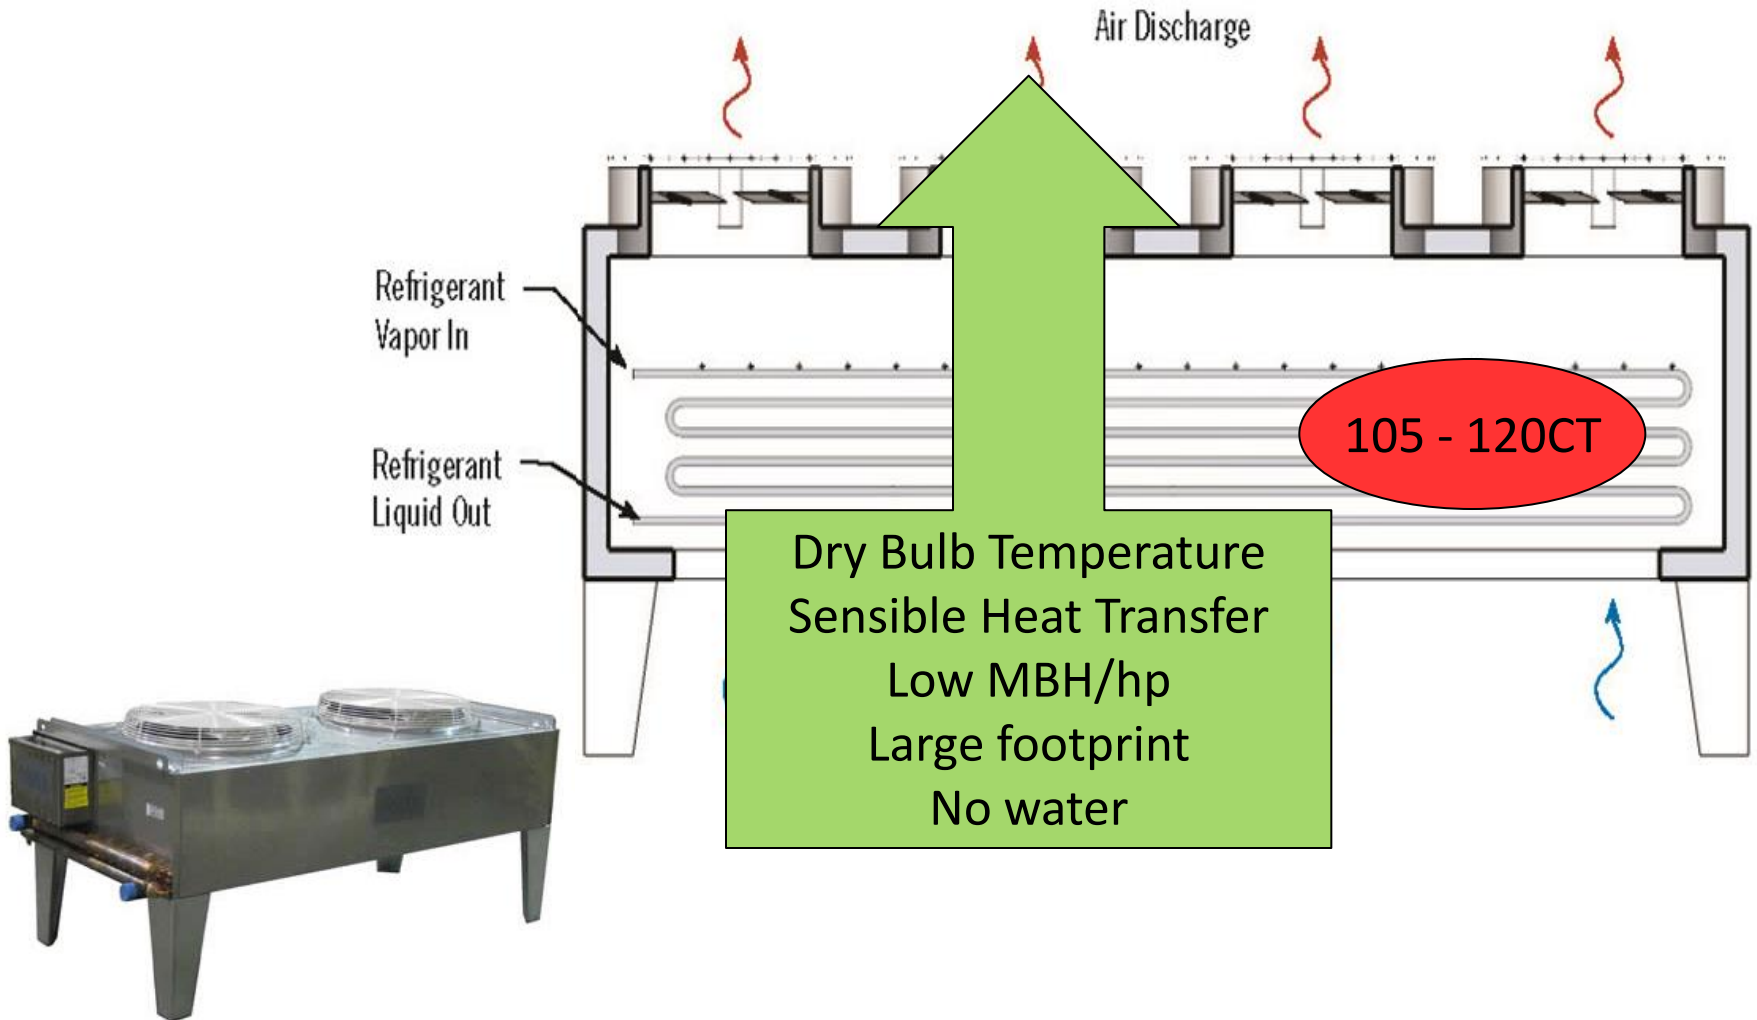 Air Discharge
Refrigerant
Vapor In
Refrigerant
Liquid Out
105 - 120CT
Dry Bulb Temperature
Sensible Heat Transfer
Low MBH/hp
Large footprint
No water